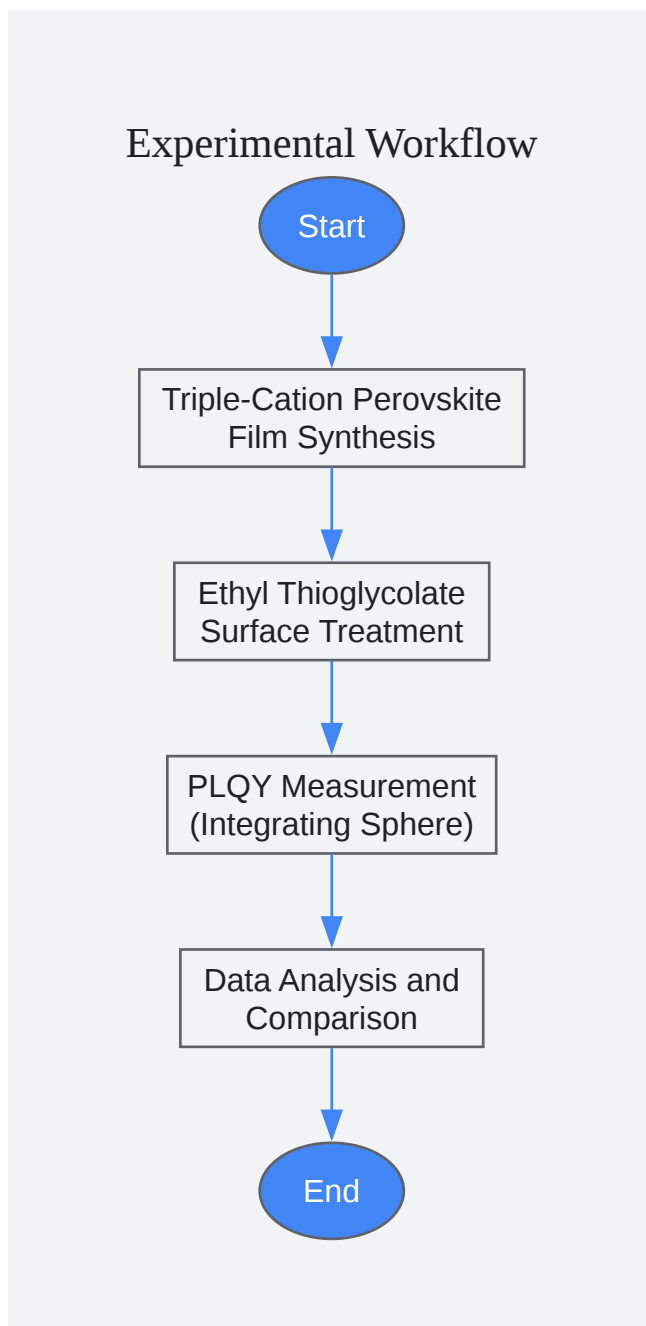 Experimental Workflow
Start
Triple-Cation Perovskite
Film Synthesis
Ethyl Thioglycolate
Surface Treatment
PLQY Measurement
(Integrating Sphere)
Data Analysis and
Comparison
End